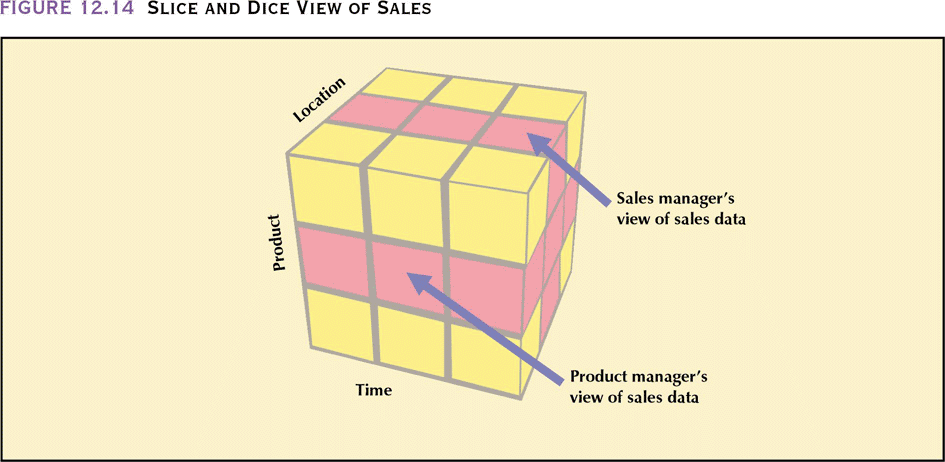 FIGURE 12.14 SLICE AND DICE VIEW OF SALES
Location
Product
Time
Sales manager's
view of sales data
Product manager's
view of sales data